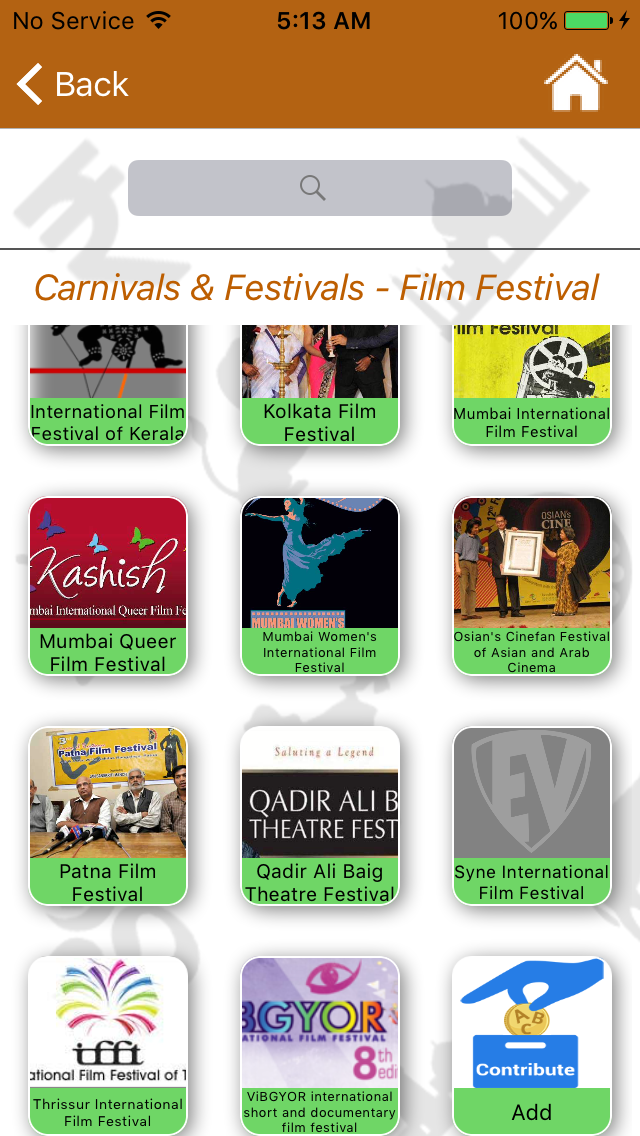 No Service 5:13 AM 100%
Back
Carnivals & Festivals - Film Festival
International Film
Festival of Kerala
Kolkata Film
Festival
Film Festival
Mumbai International
Film Festival
Kashish
mbai International Queer Film Fe
Mumbai Queer
Film Festival
MUMBAI WOMEN'S
Mumbai Women's
International Film
Festival
OSIAN's
CINE
FA
Osian's Cinefan Festival
of Asian and Arab
Cinema
Patna Film Festival
Patna Film
Festival
Saluting a Legend
QADIR ALI B
THEATRE FEST
Qadir Ali Baig
Theatre Festival
EV
Syne International
Film Festival
ifft
ational Film Festival of T
Thrissur International
Film Festival
BGYOR
ATIONAL FILM FESTIVAL
8th
edi
ViBGYOR international
short and documentary
film festival
A B C
Contribute
Add